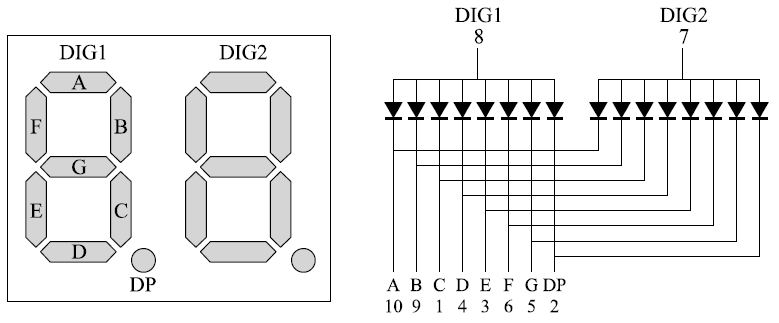 DIG1 DIG2
A
F B
G
E C
D
DP
DIG1 DIG2
8 7
A B C D E F G DP
10 9 1 4 3 6 5 2